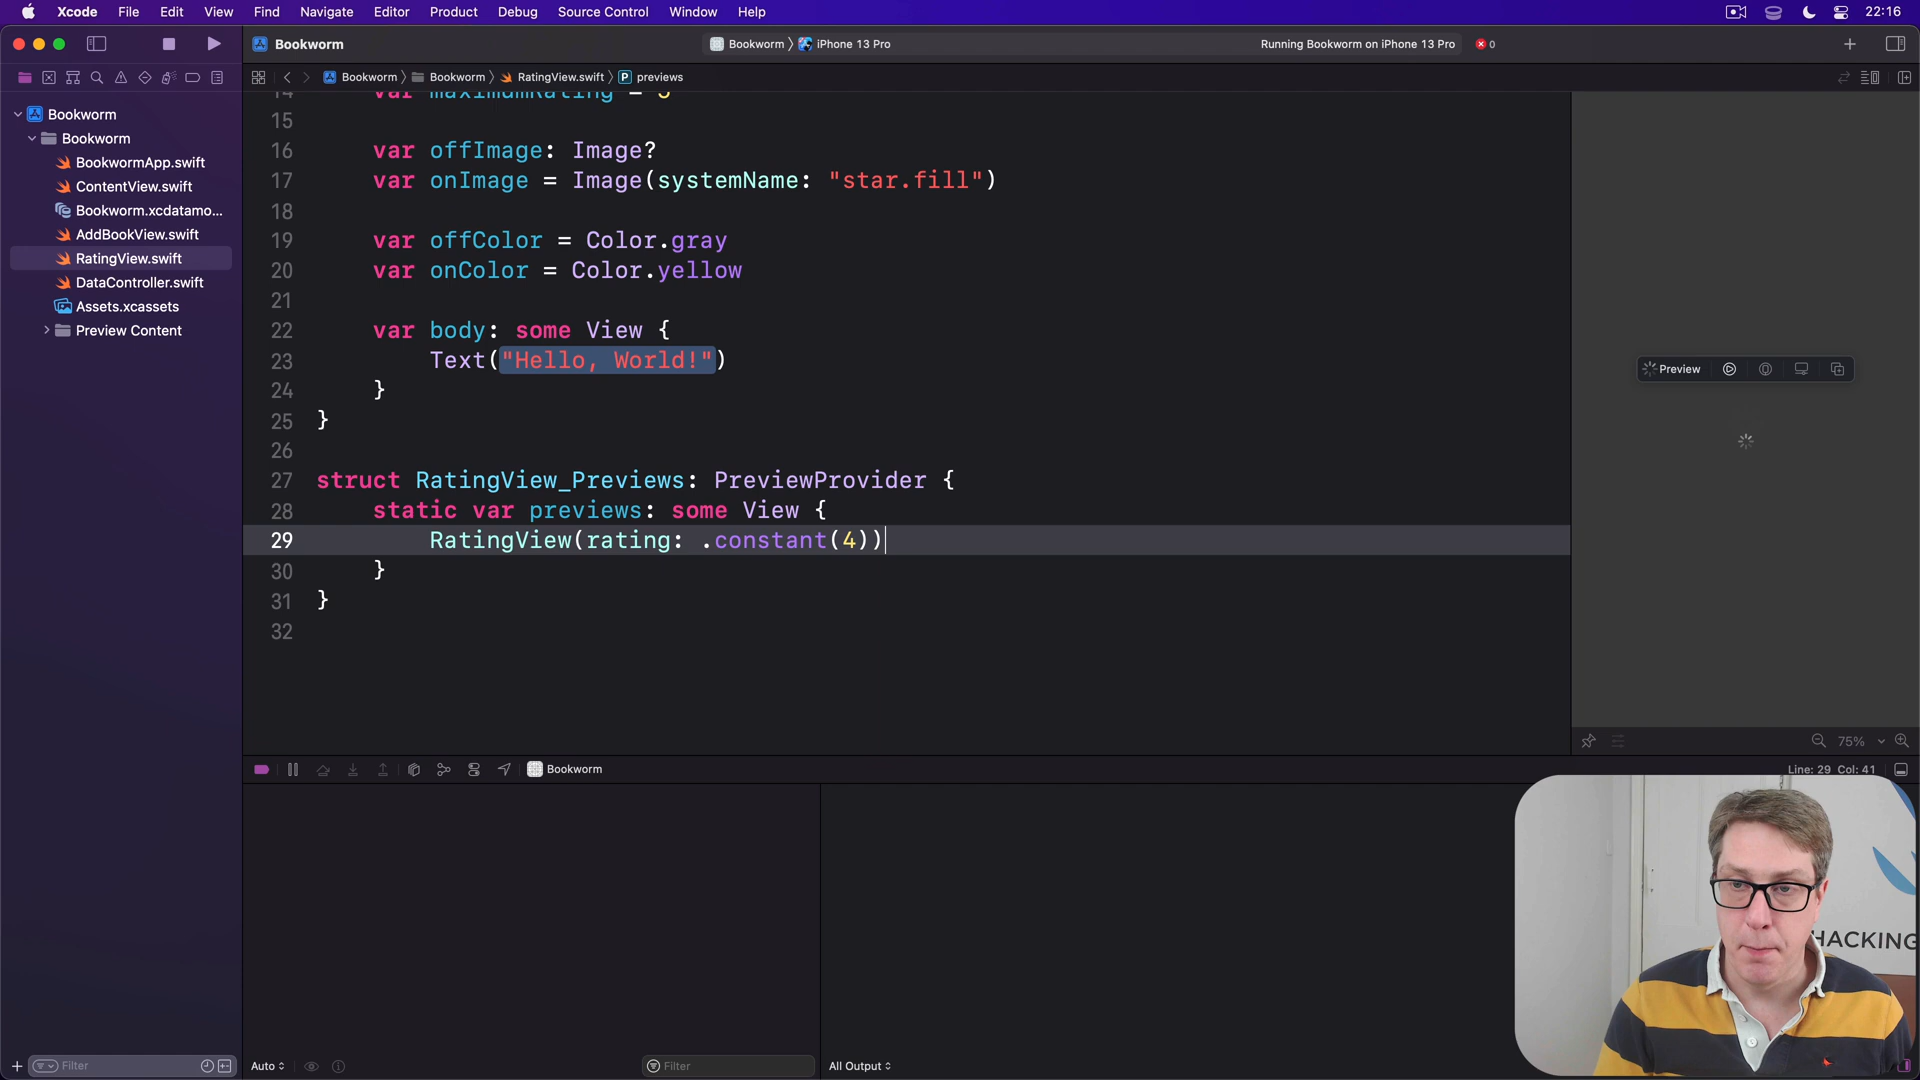 Xcode File Edit View Find Navigate Editor Product Debug Source Control Window Help 22:16
Bookworm Bookworm iPhone 13 Pro Running Bookworm on iPhone 13 Pro 0
Bookworm Bookworm RatingView.swift P previews
Bookworm
Bookworm
BookwormApp.swift
ContentView.swift
Bookworm.xcdatamo...
AddBookView.swift
RatingView.swift
DataController.swift
Assets.xcassets
Preview Content
14 var maximumRating = 5
15
16 var offImage: Image?
17 var onImage = Image(systemName: "star.fill")
18
19 var offColor = Color.gray
20 var onColor = Color.yellow
21
22 var body: some View {
23 Text("Hello, World!")
24 }
25 }
26
27 struct RatingView_Previews: PreviewProvider {
28 static var previews: some View {
29 RatingView(rating: .constant(4))
30 }
31 }
32
Preview
75%
Bookworm
Line: 29 Col: 41
HACKING
Filter
Auto
Filter
All Output